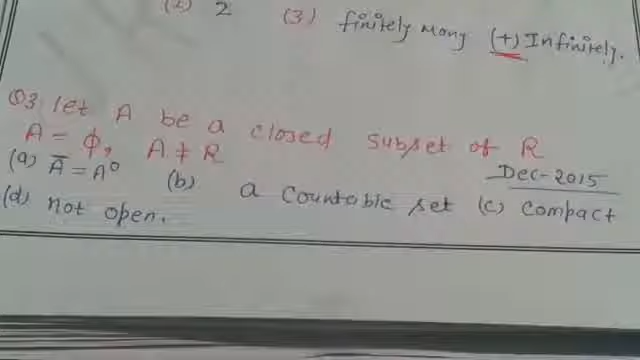 (2) 2 (3) finitely many (4) Infinitely.
Q3 let A be a closed subset of R
A = ϕ, A ≠ R Dec-2015
(a) A̅ = A⁰ (b) a countable set (c) compact
(d) not open.